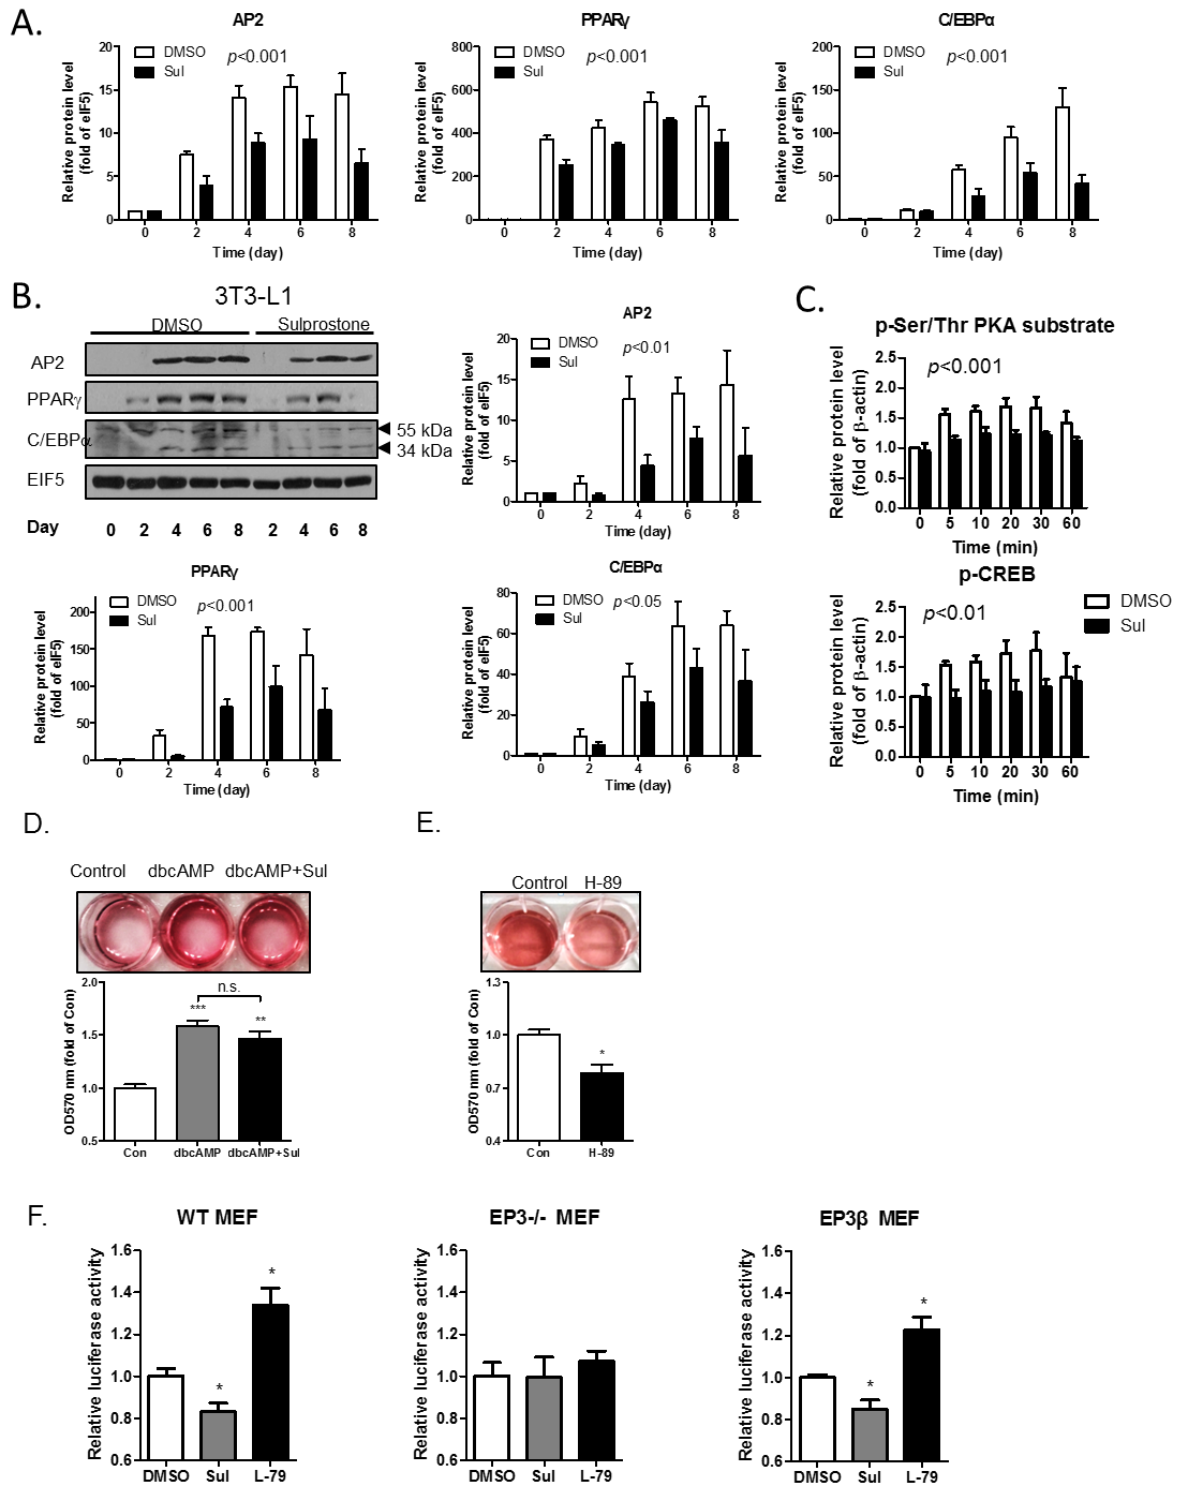 A.
AP2
DMSO
Sul
p<0.001
Relative protein level
(fold of eIF5)
20
15
10
5
0
0 2 4 6 8
Time (day)
PPARγ
DMSO
Sul
p<0.001
Relative protein level
(fold of eIF5)
800
600
400
200
0
0 2 4 6 8
Time (day)
C/EBPα
DMSO
Sul
p<0.001
Relative protein level
(fold of eIF5)
200
150
100
50
0
0 2 4 6 8
Time (day)
B.
3T3-L1
DMSO Sulprostone
AP2
PPARγ
C/EBPα
55 kDa
34 kDa
EIF5
Day 0 2 4 6 8 2 4 6 8
AP2
DMSO
Sul
p<0.01
Relative protein level
(fold of eIF5)
20
15
10
5
0
0 2 4 6 8
Time (day)
PPARγ
DMSO
Sul
p<0.001
Relative protein level
(fold of eIF5)
200
150
100
50
0
0 2 4 6 8
Time (day)
C/EBPα
DMSO
Sul
p<0.05
Relative protein level
(fold of eIF5)
80
60
40
20
0
0 2 4 6 8
Time (day)
C.
p-Ser/Thr PKA substrate
p<0.001
Relative protein level
(fold of β-actin)
2.5
2.0
1.5
1.0
0.5
0.0
0 5 10 20 30 60
Time (min)
p-CREB
p<0.01
DMSO
Sul
Relative protein level
(fold of β-actin)
2.5
2.0
1.5
1.0
0.5
0.0
0 5 10 20 30 60
Time (min)
D.
Control dbcAMP dbcAMP+Sul
OD570 nm (fold of Con)
2.0
1.5
1.0
0.5
n.s.
*** **
Con dbcAMP dbcAMP+Sul
E.
Control H-89
OD570 nm (fold of Con)
1.3
1.0
0.7
0.4
*
Con H-89
F.
WT MEF
Relative luciferase activity
1.6
1.4
1.2
1.0
0.8
0.6
* *
DMSO Sul L-79
EP3-/- MEF
Relative luciferase activity
1.6
1.4
1.2
1.0
0.8
0.6
DMSO Sul L-79
EP3β MEF
Relative luciferase activity
1.6
1.4
1.2
1.0
0.8
0.6
* *
DMSO Sul L-79